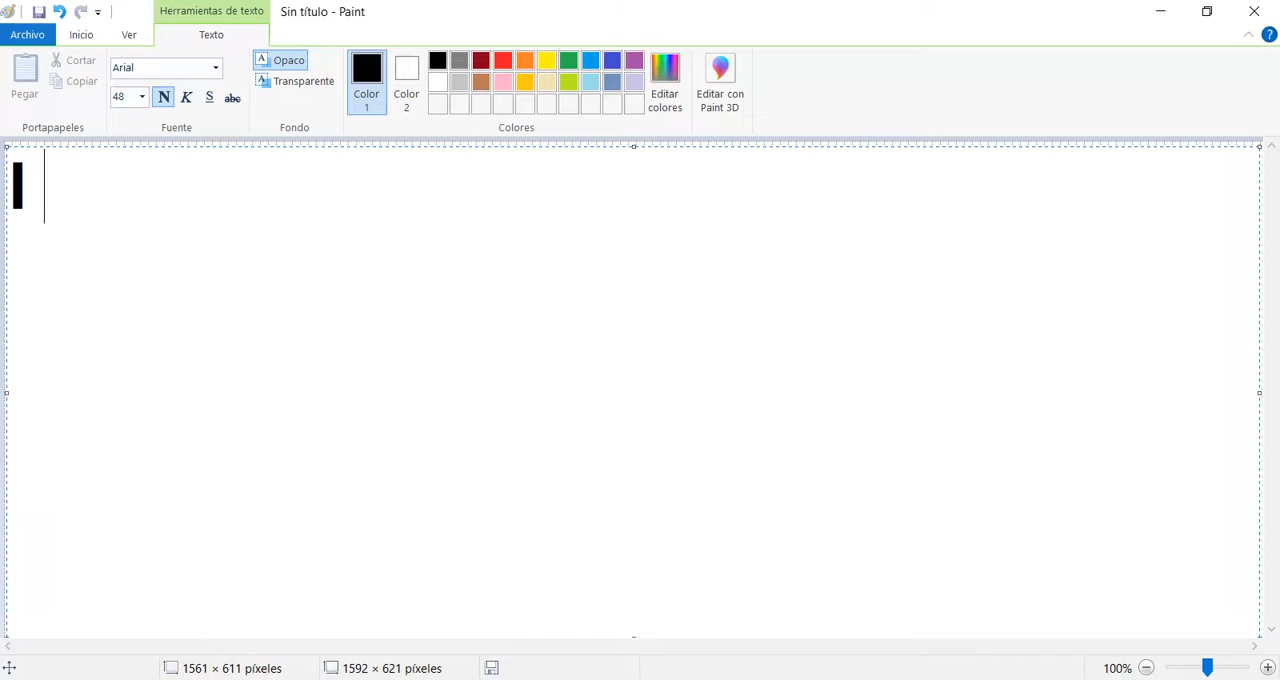 Herramientas de texto
Sin título - Paint
Archivo
Inicio
Ver
Texto
?
Pegar
Cortar
Copiar
Portapapeles
Arial
48
N K S abc
Fuente
A Opaco
A Transparente
Fondo
Color 1
Color 2
Editar colores
Colores
Editar con Paint 3D
I
1561 × 611 píxeles
1592 × 621 píxeles
100%